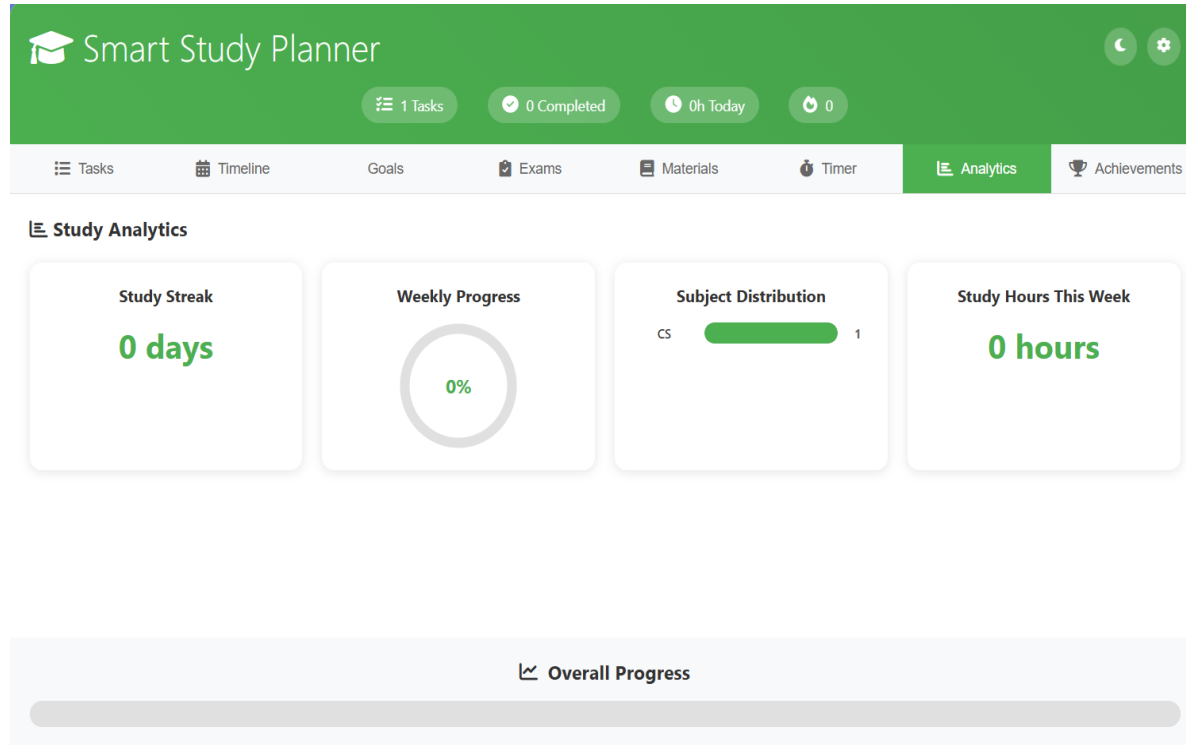 Smart Study Planner
1 Tasks 0 Completed 0h Today 0
Tasks Timeline Goals Exams Materials Timer Analytics Achievements
Study Analytics
Study Streak Weekly Progress Subject Distribution Study Hours This Week
0 days 0% CS 1 0 hours
Overall Progress